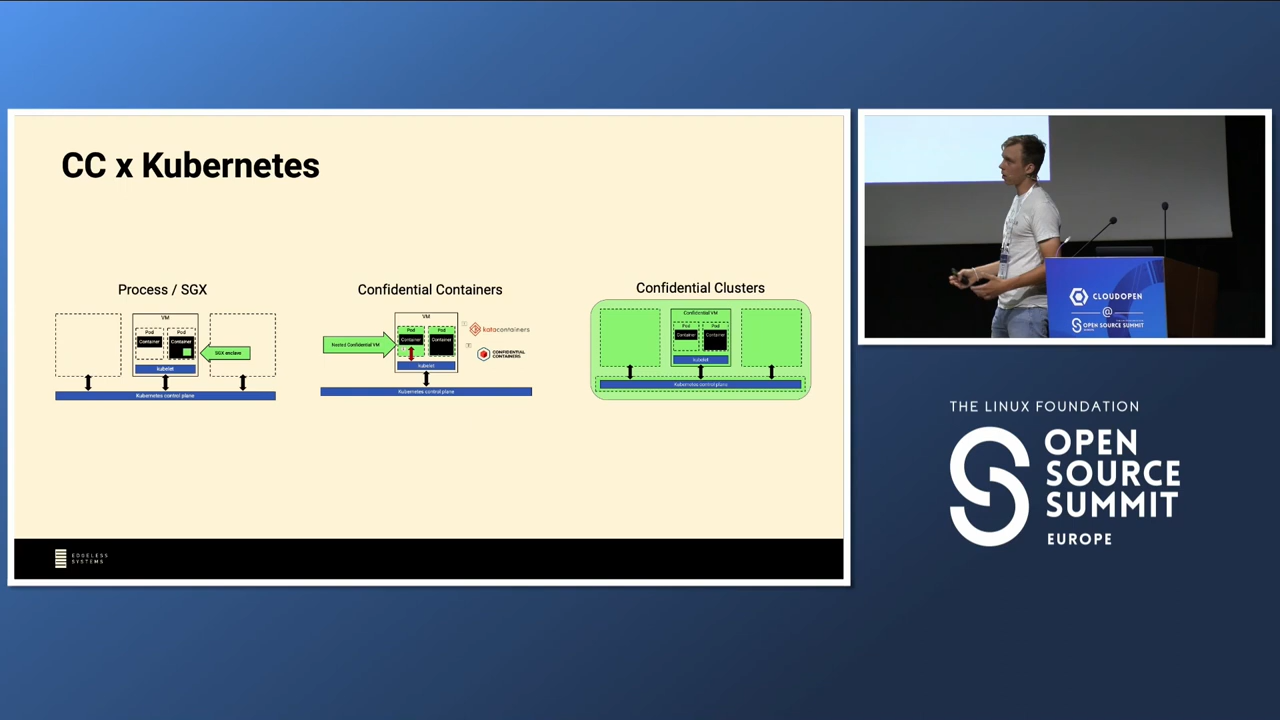 CC x Kubernetes
Process / SGX
VM
Pod
Pod
Container
Container
SGX enclave
kubelet
Kubernetes control plane
Confidential Containers
VM
Pod
Pod
Container
Container
Nested Confidential VM
kubelet
Kubernetes control plane
katacontainers
CONFIDENTIAL
CONTAINERS
Confidential Clusters
Confidential VM
Pod
Pod
Container
Container
kubelet
Kubernetes control plane
EDGELESS
SYSTEMS
CLOUDOPEN
@
OPEN SOURCE SUMMIT
THE LINUX FOUNDATION
OPEN
SOURCE
SUMMIT
EUROPE